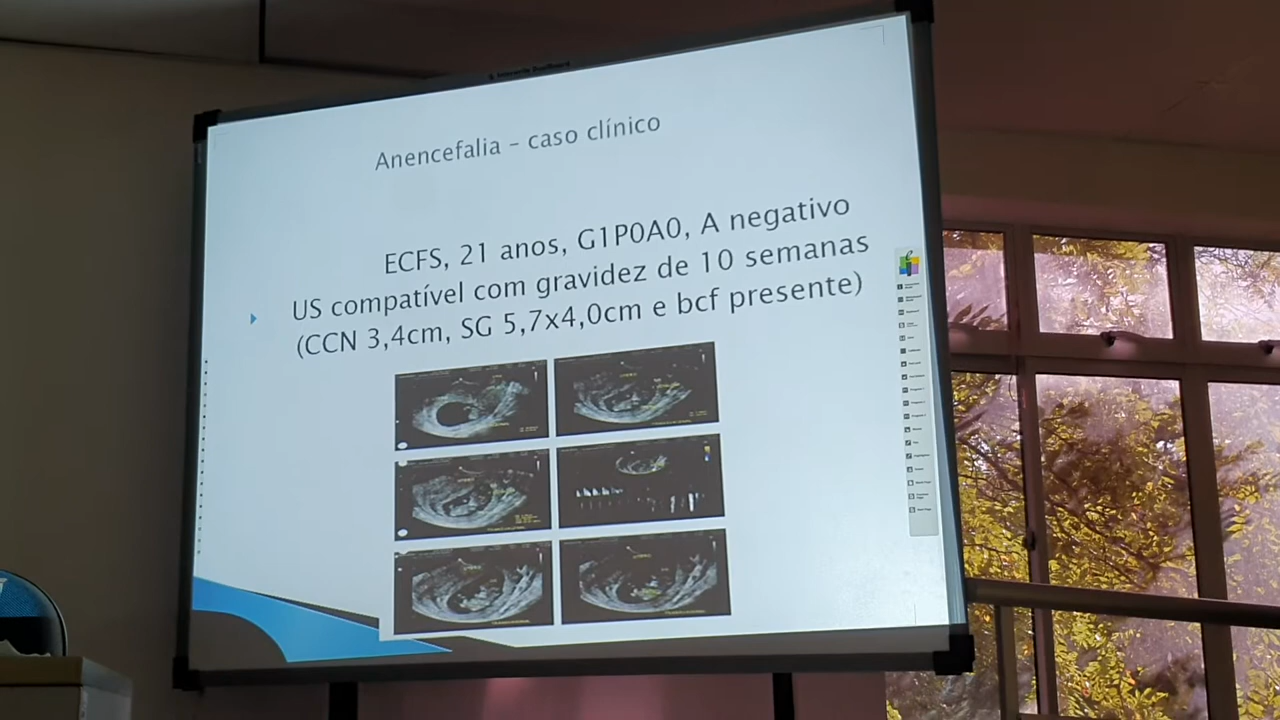 Anencefalia – caso clínico
ECFS, 21 anos, G1P0A0, A negativo
US compatível com gravidez de 10 semanas
(CCN 3,4cm, SG 5,7x4,0cm e bcf presente)